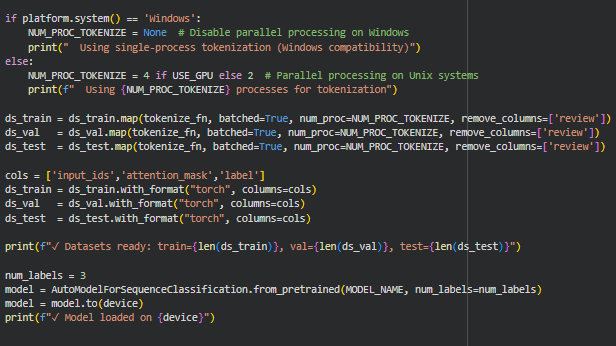 if platform.system() == 'Windows':
    NUM_PROC_TOKENIZE = None  # Disable parallel processing on Windows
    print("  Using single-process tokenization (Windows compatibility)")
else:
    NUM_PROC_TOKENIZE = 4 if USE_GPU else 2  # Parallel processing on Unix systems
    print(f"  Using {NUM_PROC_TOKENIZE} processes for tokenization")

ds_train = ds_train.map(tokenize_fn, batched=True, num_proc=NUM_PROC_TOKENIZE, remove_columns=['review'])
ds_val   = ds_val.map(tokenize_fn, batched=True, num_proc=NUM_PROC_TOKENIZE, remove_columns=['review'])
ds_test  = ds_test.map(tokenize_fn, batched=True, num_proc=NUM_PROC_TOKENIZE, remove_columns=['review'])

cols = ['input_ids','attention_mask','label']
ds_train = ds_train.with_format("torch", columns=cols)
ds_val   = ds_val.with_format("torch", columns=cols)
ds_test  = ds_test.with_format("torch", columns=cols)

print(f"✓ Datasets ready: train={len(ds_train)}, val={len(ds_val)}, test={len(ds_test)}")

num_labels = 3
model = AutoModelForSequenceClassification.from_pretrained(MODEL_NAME, num_labels=num_labels)
model = model.to(device)
print(f"✓ Model loaded on {device}")